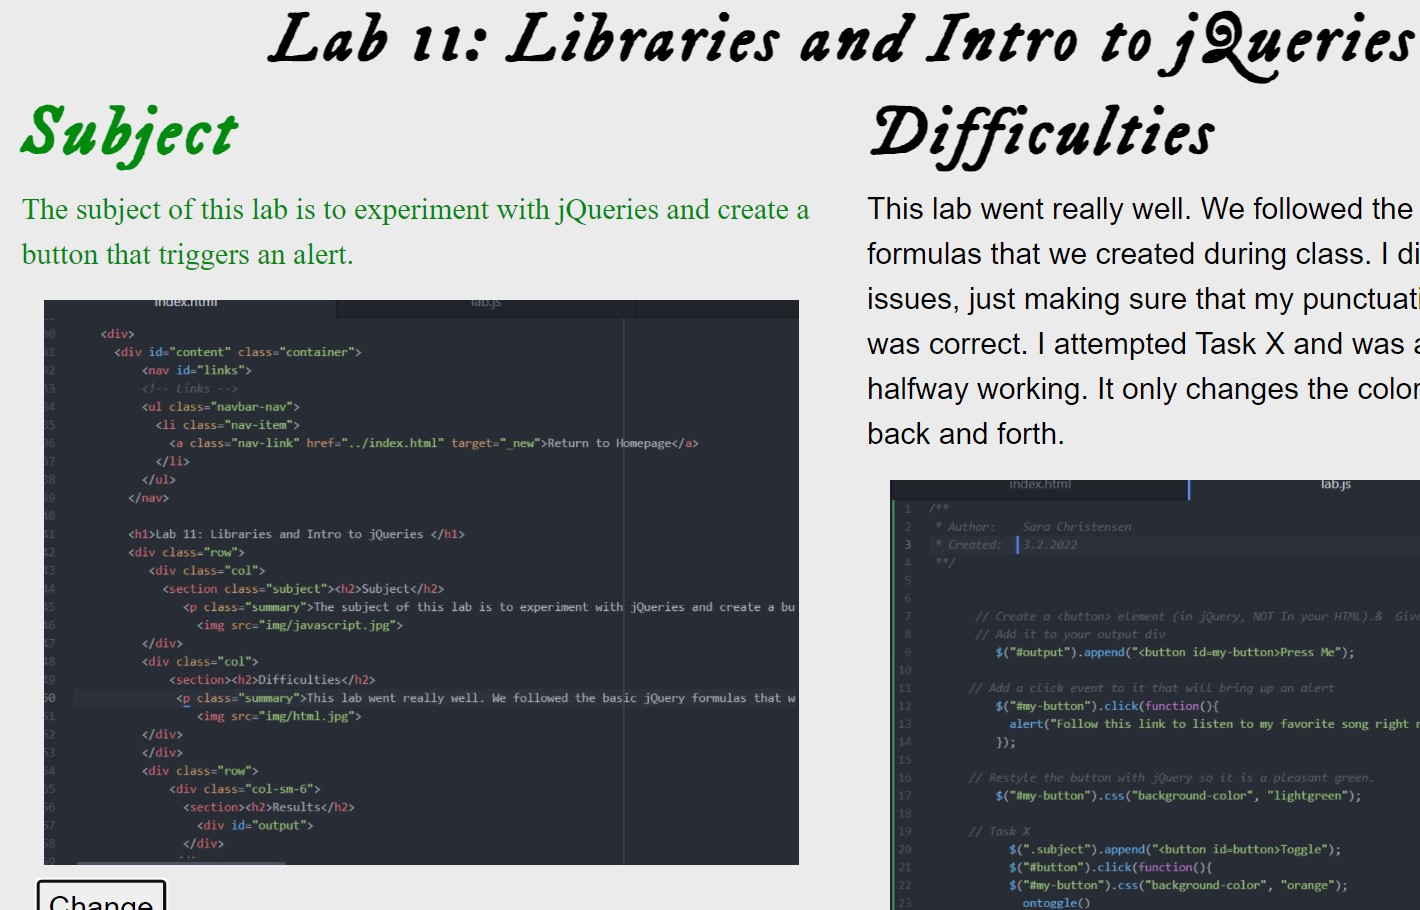 Lab 11: Libraries and Intro to jQueries
Subject
The subject of this lab is to experiment with jQueries and create a
button that triggers an alert.
index.html lab.js
30 <div>
31 <div id="content" class="container">
32 <nav id="links">
33 <!-- Links -->
34 <ul class="navbar-nav">
35 <li class="nav-item">
36 <a class="nav-link" href="../index.html" target="_new">Return to Homepage</a>
37 </li>
38 </ul>
39 </nav>
40
41 <h1>Lab 11: Libraries and Intro to jQueries </h1>
42 <div class="row">
43 <div class="col">
44 <section class="subject"><h2>Subject</h2>
45 <p class="summary">The subject of this lab is to experiment with jQueries and create a bu
46 <img src="img/javascript.jpg">
47 </div>
48 <div class="col">
49 <section><h2>Difficulties</h2>
50 <p class="summary">This lab went really well. We followed the basic jQuery formulas that w
51 <img src="img/html.jpg">
52 </div>
53 </div>
54 <div class="row">
55 <div class="col-sm-6">
56 <section><h2>Results</h2>
57 <div id="output">
58 </div>
59
Change
Difficulties
This lab went really well. We followed the
formulas that we created during class. I di
issues, just making sure that my punctuati
was correct. I attempted Task X and was a
halfway working. It only changes the color
back and forth.
index.html lab.js
1 /**
2 * Author: Sara Christensen
3 * Created: 3.2.2022
4 **/
5
6
7 // Create a <button> element (in jQuery, NOT In your HTML).& Give
8 // Add it to your output div
9 $("#output").append("<button id=my-button>Press Me");
10
11 // Add a click event to it that will bring up an alert
12 $("#my-button").click(function(){
13 alert("Follow this link to listen to my favorite song right n
14 });
15
16 // Restyle the button with jQuery so it is a pleasant green.
17 $("#my-button").css("background-color", "lightgreen");
18
19 // Task X
20 $(".subject").append("<button id=button>Toggle");
21 $("#button").click(function(){
22 $("#my-button").css("background-color", "orange");
23 ontoggle()